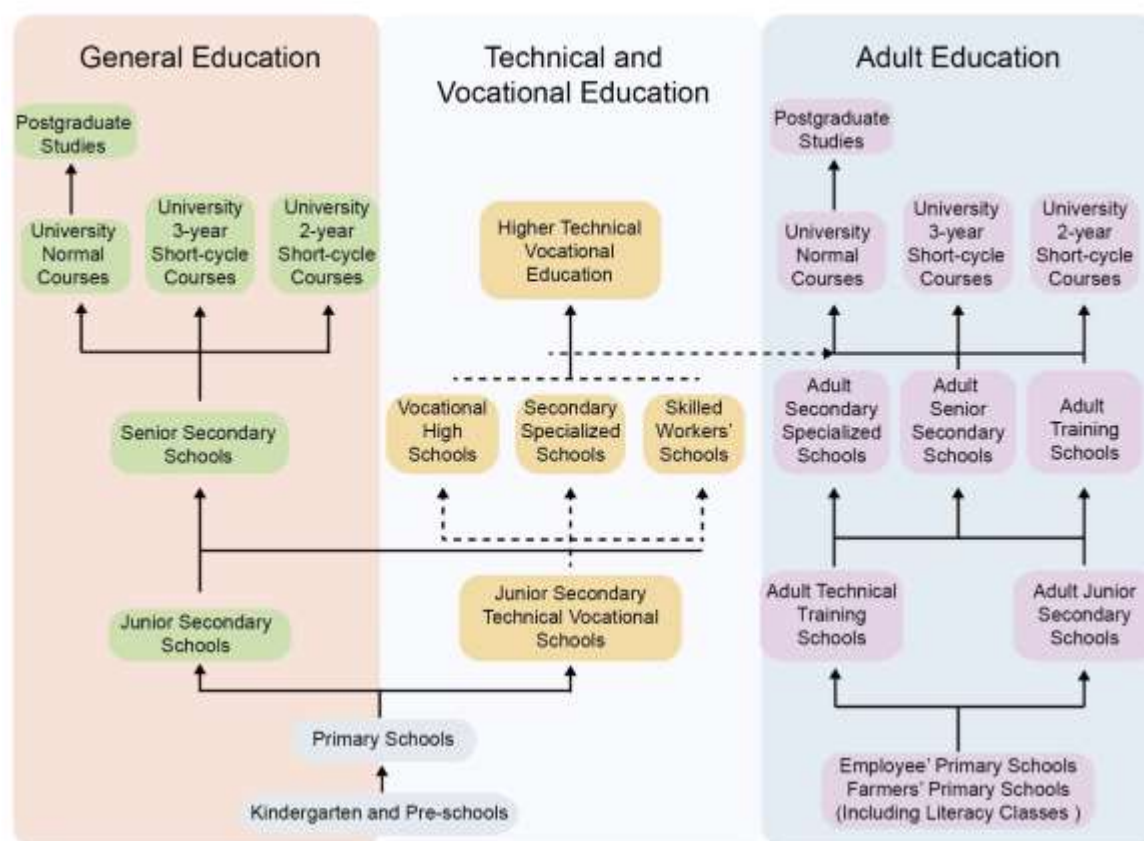 General Education
Technical and
Vocational Education
Adult Education
Postgraduate
Studies
University
Normal
Courses
University
3-year
Short-cycle
Courses
University
2-year
Short-cycle
Courses
Higher Technical
Vocational
Education
Postgraduate
Studies
University
Normal
Courses
University
3-year
Short-cycle
Courses
University
2-year
Short-cycle
Courses
Senior Secondary
Schools
Vocational
High
Schools
Secondary
Specialized
Schools
Skilled
Workers'
Schools
Adult
Secondary
Specialized
Schools
Adult
Senior
Secondary
Schools
Adult
Training
Schools
Junior Secondary
Schools
Junior Secondary
Technical Vocational
Schools
Adult Technical
Training
Schools
Adult Junior
Secondary
Schools
Primary Schools
Kindergarten and Pre-schools
Employee' Primary Schools
Farmers' Primary Schools
(Including Literacy Classes )